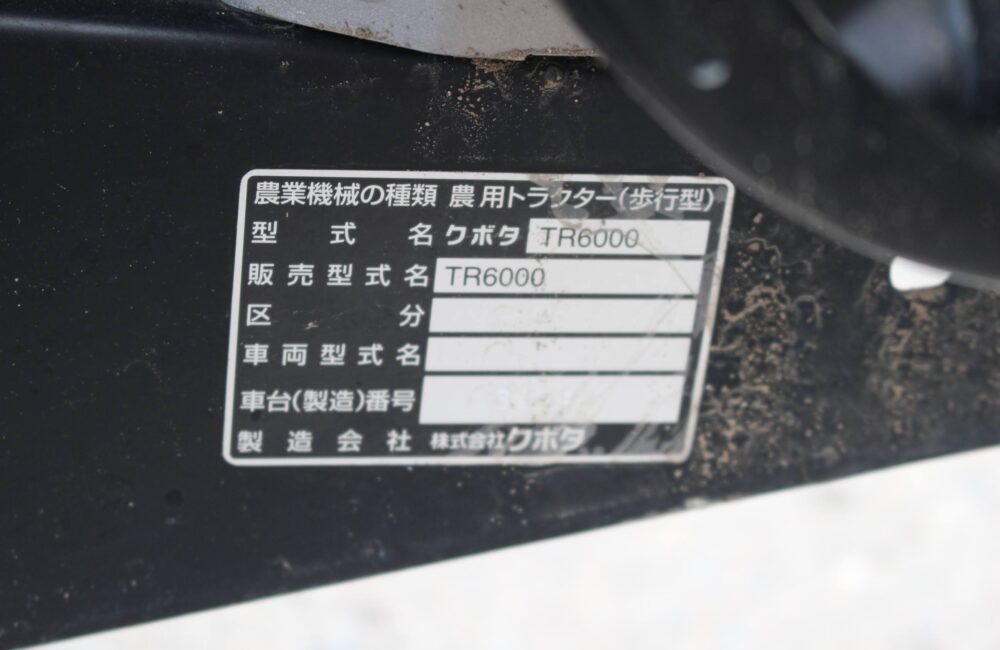 農業機械の種類 農用トラクター(歩行型)
型式名 クボタ TR6000
販売型式名 TR6000
区分
車両型式名
車台(製造)番号
製造会社 株式会社クボタ